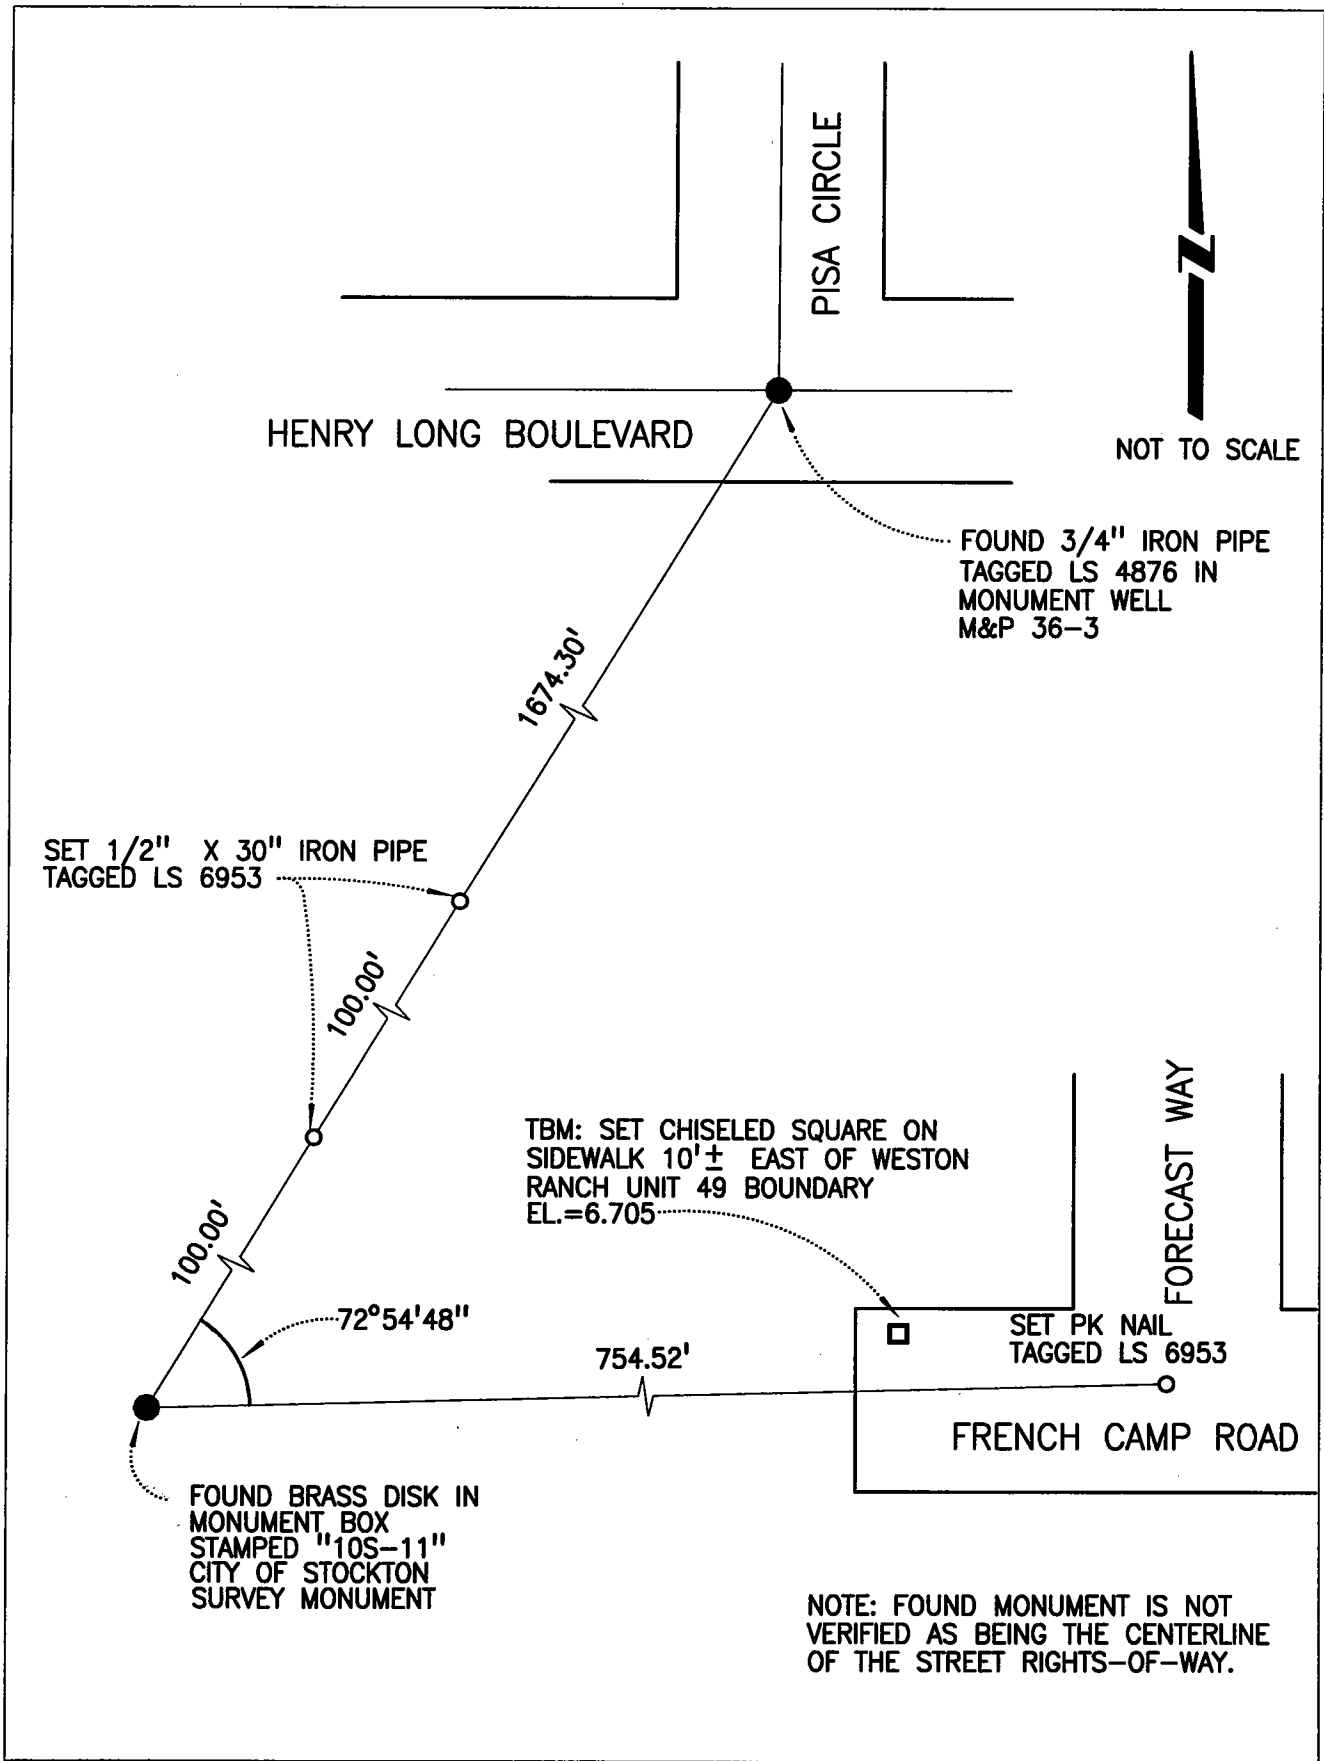 PISA CIRCLE
N
HENRY LONG BOULEVARD
NOT TO SCALE
FOUND 3/4" IRON PIPE
TAGGED LS 4876 IN
MONUMENT WELL
M&P 36-3
1674.30'
SET 1/2" X 30" IRON PIPE
TAGGED LS 6953
100.00'
TBM: SET CHISELED SQUARE ON
SIDEWALK 10'± EAST OF WESTON
RANCH UNIT 49 BOUNDARY
EL.=6.705
FORECAST WAY
100.00'
72°54'48"
SET PK NAIL
TAGGED LS 6953
754.52'
FRENCH CAMP ROAD
FOUND BRASS DISK IN
MONUMENT BOX
STAMPED "10S-11"
CITY OF STOCKTON
SURVEY MONUMENT
NOTE: FOUND MONUMENT IS NOT
VERIFIED AS BEING THE CENTERLINE
OF THE STREET RIGHTS-OF-WAY.